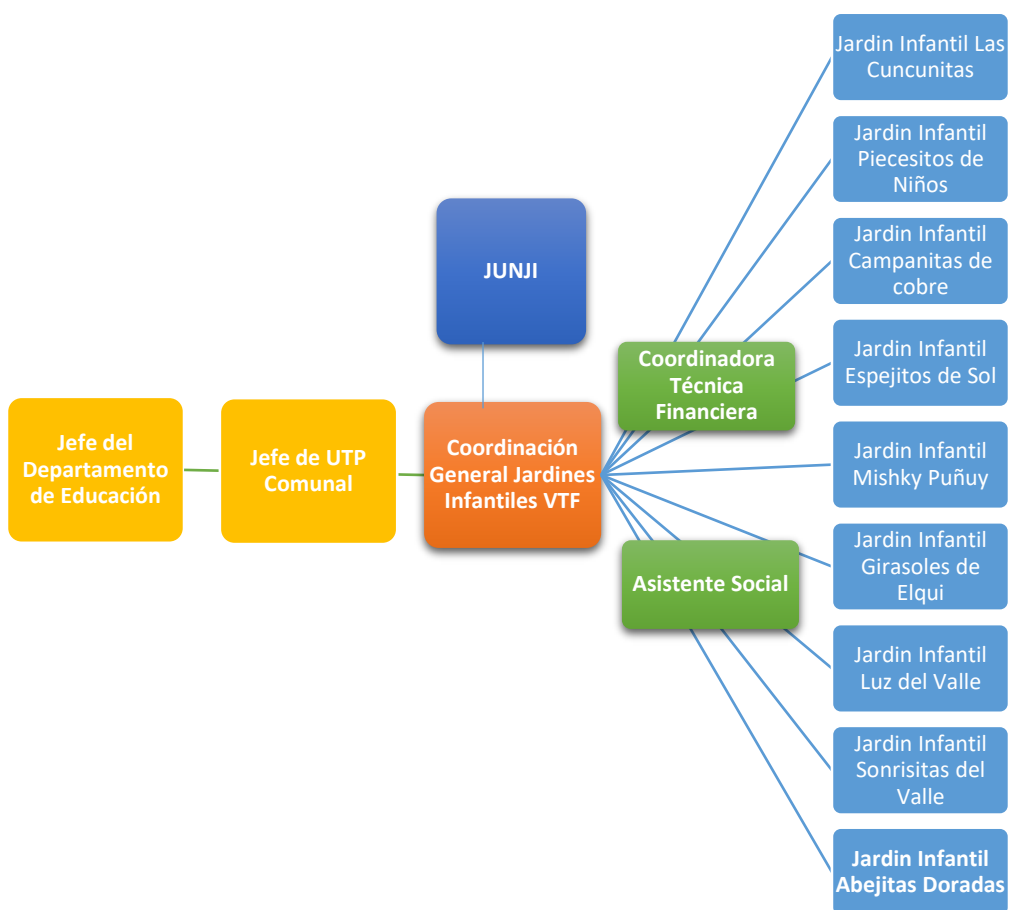 Jefe del
Departamento
de Educación
Jefe de UTP
Comunal
JUNJI
Coordinación
General Jardines
Infantiles VTF
Coordinadora
Técnica
Financiera
Asistente Social
Jardin Infantil Las
Cuncunitas
Jardin Infantil
Piecesitos de
Niños
Jardin Infantil
Campanitas de
cobre
Jardin Infantil
Espejitos de Sol
Jardin Infantil
Mishky Puñuy
Jardin Infantil
Girasoles de
Elqui
Jardin Infantil
Luz del Valle
Jardin Infantil
Sonrisitas del
Valle
Jardin Infantil
Abejitas Doradas